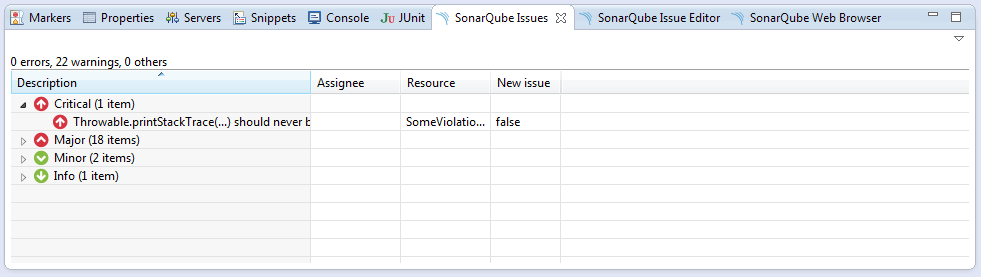 Markers Properties Servers Snippets Console JUnit SonarQube Issues SonarQube Issue Editor SonarQube Web Browser
0 errors, 22 warnings, 0 others
Description Assignee Resource New issue
Critical (1 item)
Throwable.printStackTrace(...) should never b SomeViolatio... false
Major (18 items)
Minor (2 items)
Info (1 item)